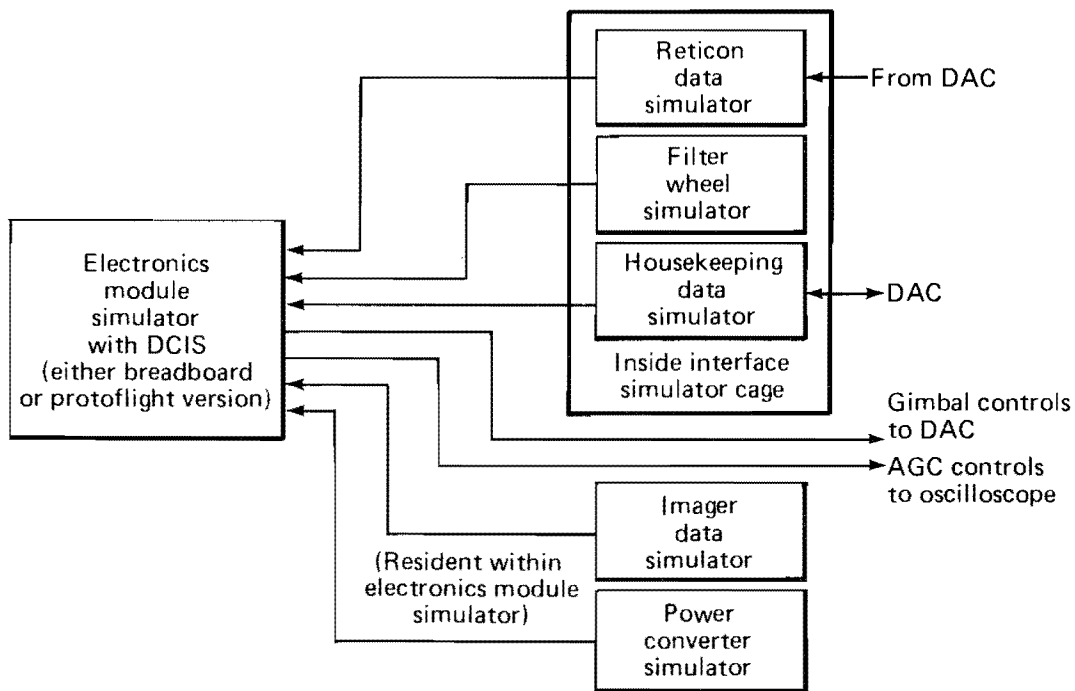 Reticon
data
simulator
From DAC
Filter
wheel
simulator
Electronics
module
simulator
with DCIS
(either breadboard
or protoflight version)
Housekeeping
data
simulator
DAC
Inside interface
simulator cage
Gimbal controls
to DAC
AGC controls
to oscilloscope
Imager
data
simulator
(Resident within
electronics module
simulator)
Power
converter
simulator